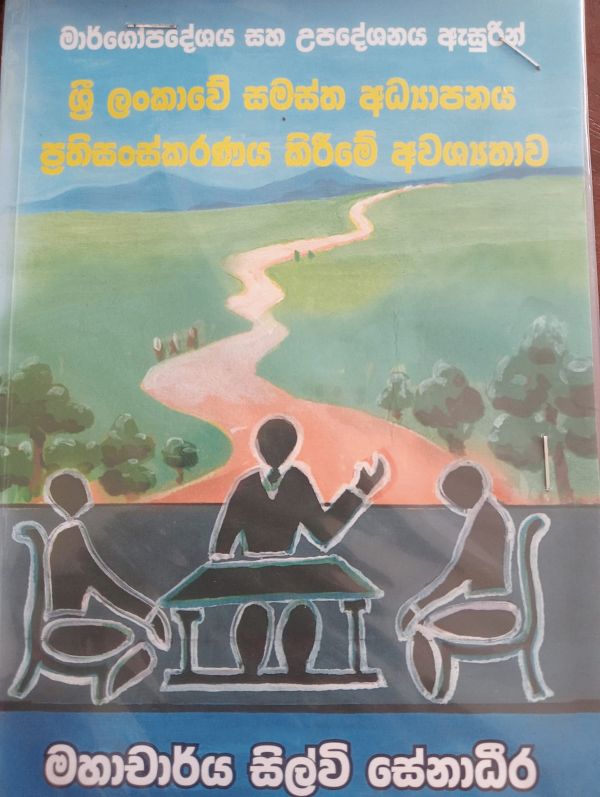 මාර්ගෝපදේශය සහ උපදේශනය ඇසුරින්
ශ්‍රී ලංකාවේ සමස්ත අධ්‍යාපනය
ප්‍රතිසංස්කරණය කිරීමේ අවශ්‍යතාව
මහාචාර්ය සිල්වි සේනාධීර